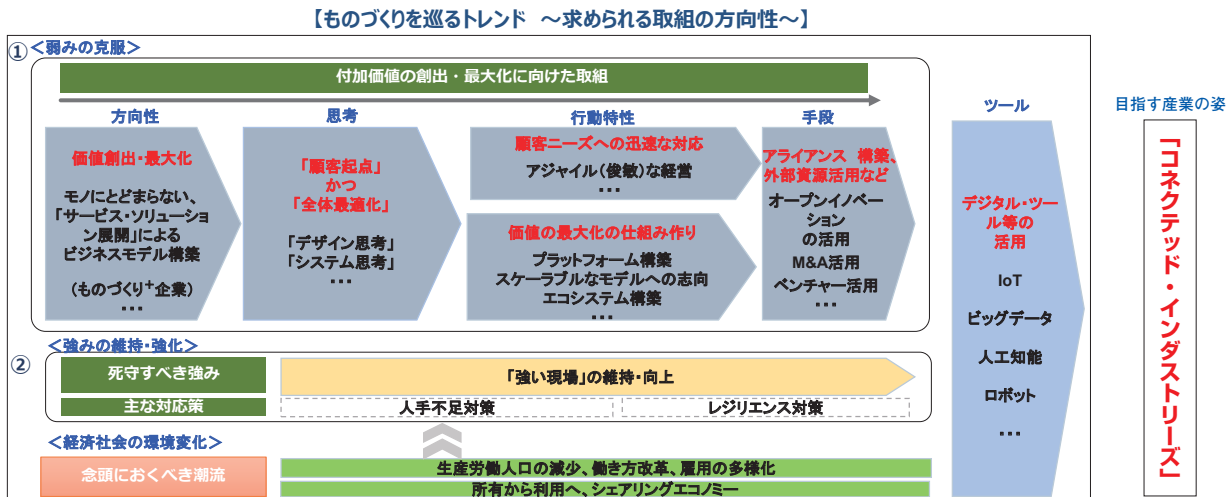 【ものづくりを巡るトレンド ～求められる取組の方向性～】
①
＜弱みの克服＞
付加価値の創出・最大化に向けた取組
方向性
価値創出・最大化
モノにとどまらない、
「サービス・ソリューショ
ン展開」による
ビジネスモデル構築
(ものづくり⁺企業)
…
思考
「顧客起点」
かつ
「全体最適化」
「デザイン思考」
「システム思考」
…
行動特性
顧客ニーズへの迅速な対応
アジャイル（俊敏）な経営
…
価値の最大化の仕組み作り
プラットフォーム構築
スケーラブルなモデルへの志向
エコシステム構築
…
手段
アライアンス 構築、
外部資源活用など
オープンイノベー
ション
の活用
M&A活用
ベンチャー活用
…
ツール
デジタル・ツー
ル等の
活用
IoT
ビッグデータ
人工知能
ロボット
…
目指す産業の姿
「コネクテッド・インダストリーズ」
②
＜強みの維持・強化＞
死守すべき強み
「強い現場」の維持・向上
主な対応策
人手不足対策
レジリエンス対策
＜経済社会の環境変化＞
念頭におくべき潮流
生産労働人口の減少、働き方改革、雇用の多様化
所有から利用へ、シェアリングエコノミー